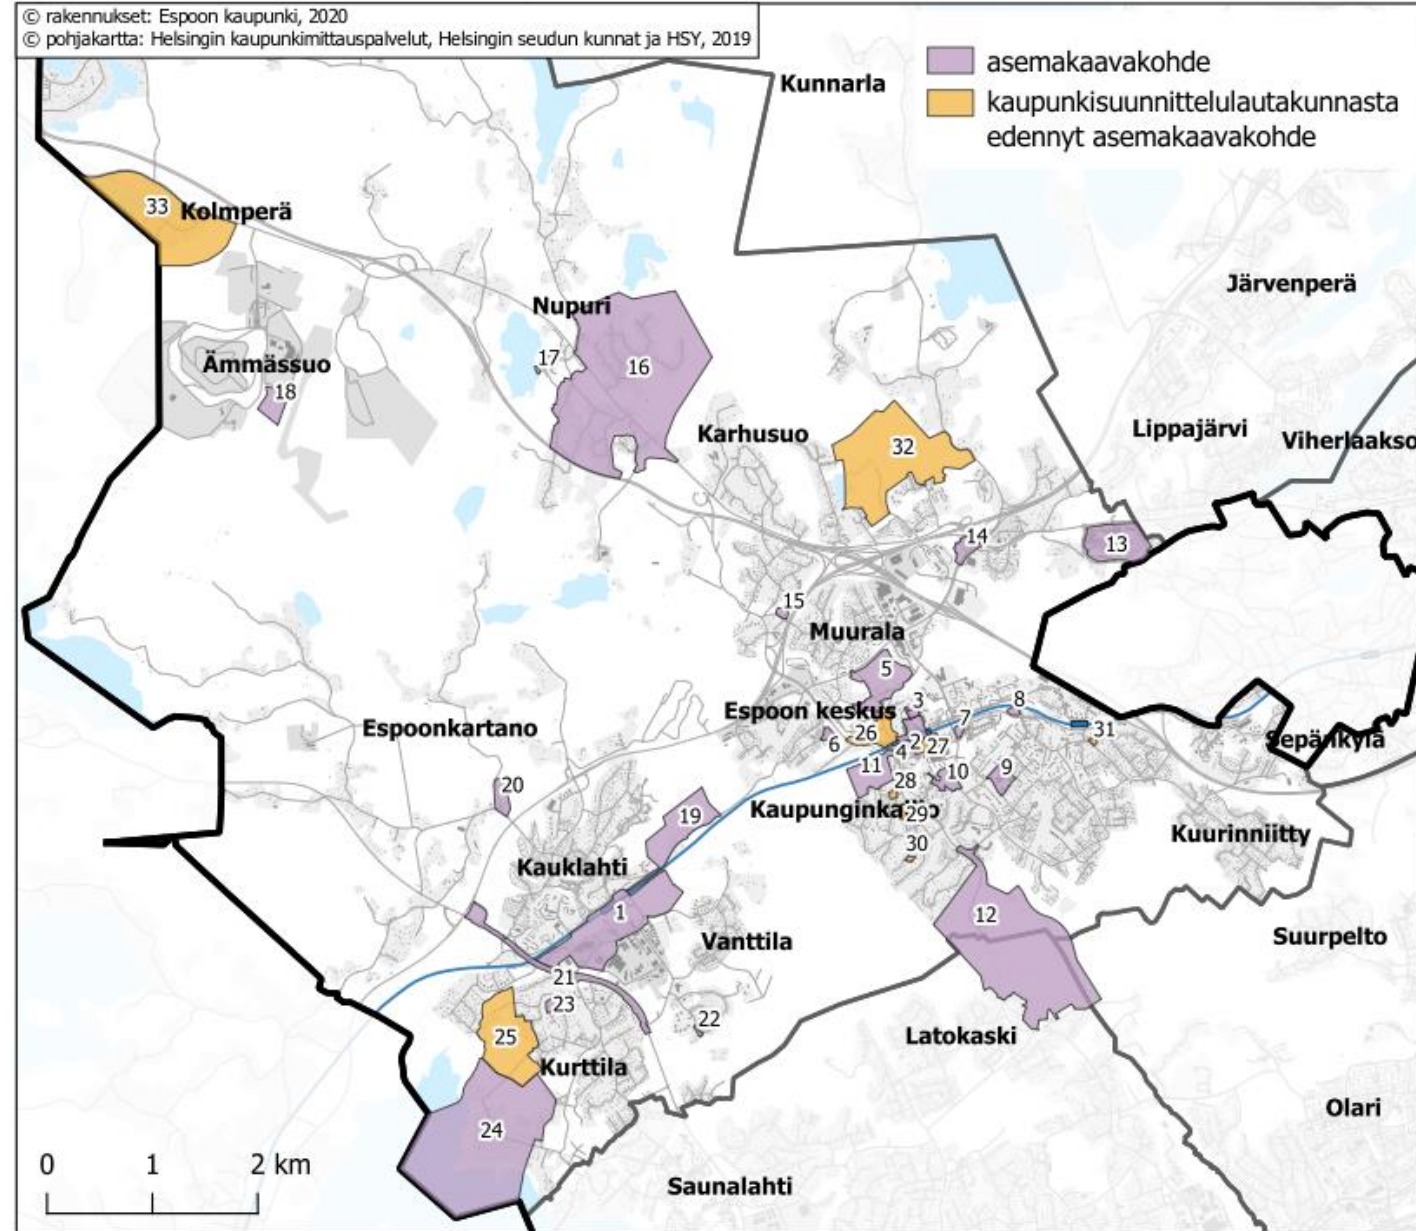 © rakennukset: Espoon kaupunki, 2020
© pohjakartta: Helsingin kaupunkimittauspalvelut, Helsingin seudun kunnat ja HSY, 2019
asemakaavakohde
kaupunkisuunnittelulautakunnasta
edennyt asemakaavakohde
Kunnarla
33
Kolmperä
Järvenperä
Nupuri
17
16
Ämmässuo
18
Karhusuo
32
Lippajärvi
Viherlaakso
14
13
15
Muurala
5
3
8
Espoon keskus
7
26
6
2
27
31
4
Sepänkylä
Espoonkartano
11
10
9
28
20
19
29
Kuurinniitty
30
Kauklahti
1
12
Vanttila
Suurpelto
21
23
22
25
Latokaski
Kurttila
24
Olari
0 1 2 km
Saunalahti